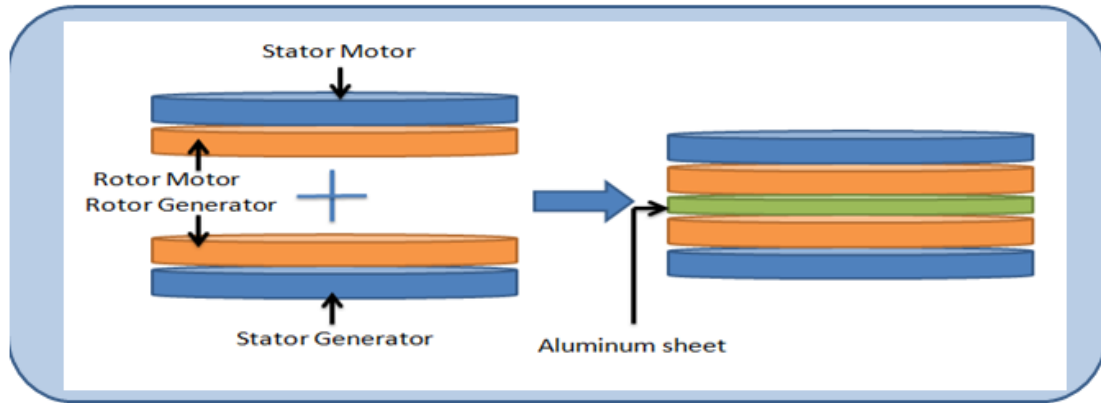 Stator Motor
Rotor Motor
Rotor Generator
Stator Generator
Aluminum sheet